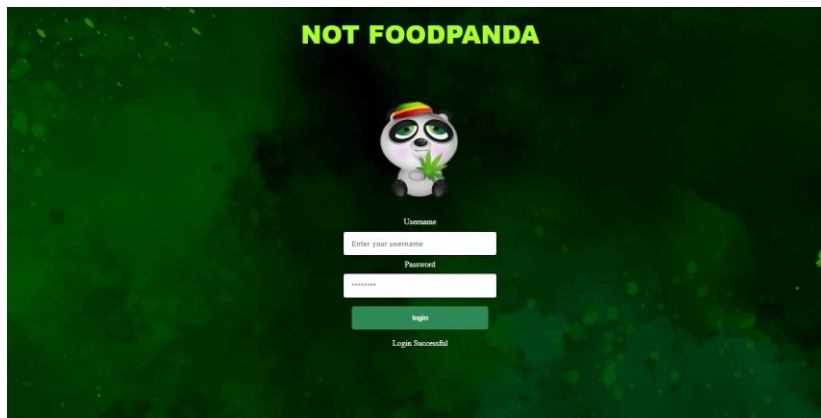 NOT FOODPANDA
Username
Enter your username
Password
********
login
Login Successful